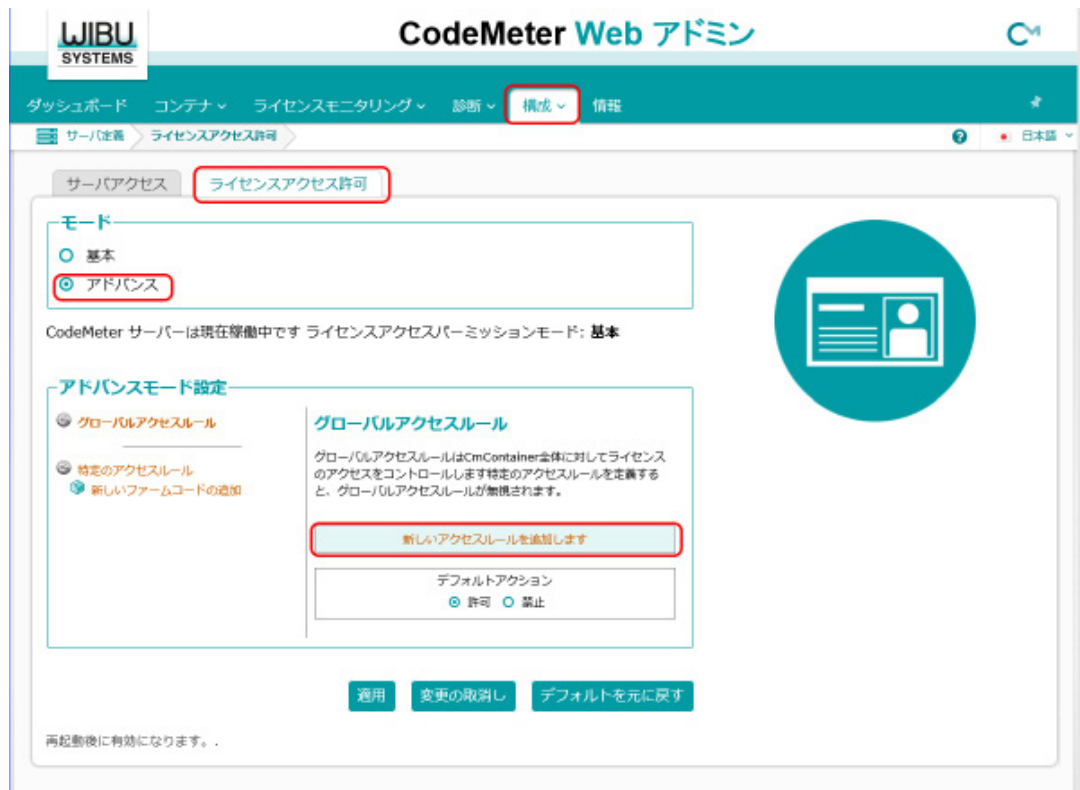 WIBU
SYSTEMS
CodeMeter Web アドミン
CM
ダッシュボード コンテナ ライセンスモニタリング 診断 構成 情報
サーバ定義 ライセンスアクセス許可
日本語
サーバアクセス ライセンスアクセス許可
モード
基本
アドバンス
CodeMeter サーバーは現在稼働中です ライセンスアクセスパーミッションモード: 基本
アドバンスモード設定
グローバルアクセスルール
特定のアクセスルール
新しいファームコードの追加
グローバルアクセスルール
グローバルアクセスルールはCmContainer全体に対してライセンス
のアクセスをコントロールします特定のアクセスルールを定義する
と、グローバルアクセスルールが無視されます。
新しいアクセスルールを追加します
デフォルトアクション
許可 禁止
適用 変更の取消し デフォルトを元に戻す
再起動後に有効になります。.